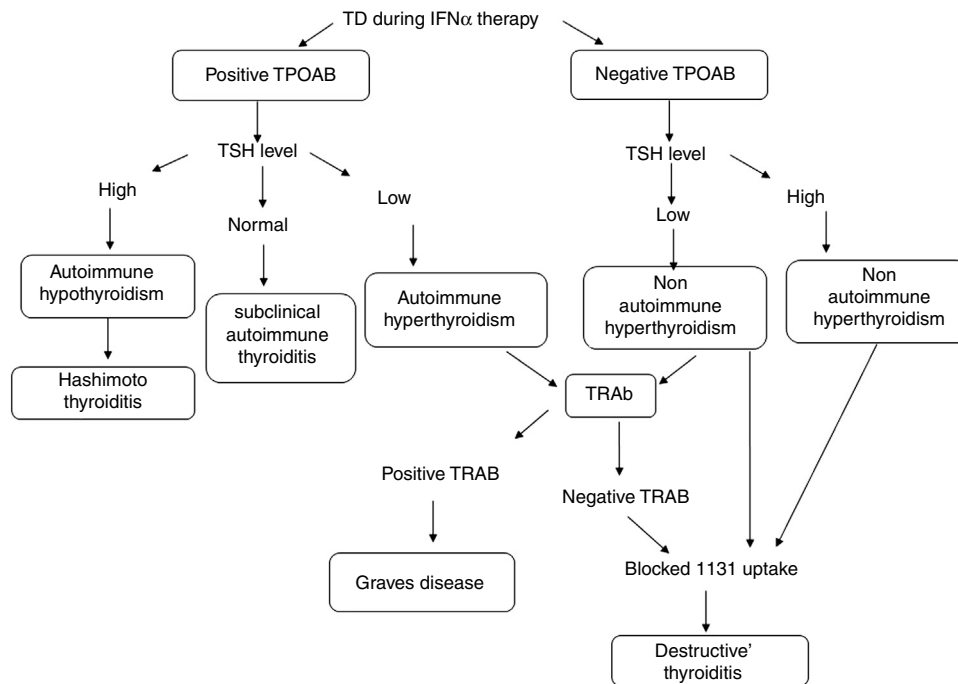 TD during IFNα therapy
Positive TPOAB
Negative TPOAB
TSH level
TSH level
High
Normal
Low
Low
High
Autoimmune
hypothyroidism
subclinical
autoimmune
thyroiditis
Autoimmune
hyperthyroidism
Non
autoimmune
hyperthyroidism
Non
autoimmune
hyperthyroidism
Hashimoto
thyroiditis
TRAb
Positive TRAB
Negative TRAB
Graves disease
Blocked 1131 uptake
Destructive’
thyroiditis